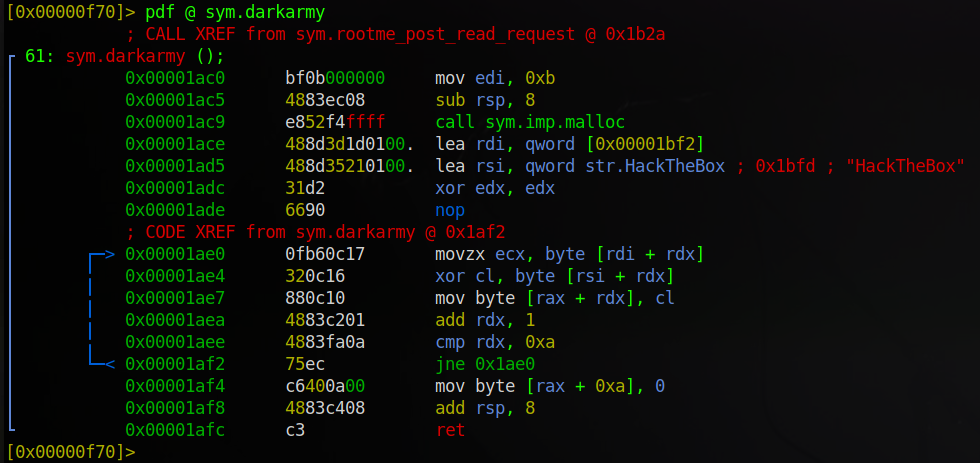 [0x00000f70]> pdf @ sym.darkarmy
; CALL XREF from sym.rootme_post_read_request @ 0x1b2a
61: sym.darkarmy ();
0x00001ac0 bf0b000000 mov edi, 0xb
0x00001ac5 4883ec08 sub rsp, 8
0x00001ac9 e852f4ffff call sym.imp.malloc
0x00001ace 488d3d1d0100. lea rdi, qword [0x00001bf2]
0x00001ad5 488d35210100. lea rsi, qword str.HackTheBox ; 0x1bfd ; "HackTheBox"
0x00001adc 31d2 xor edx, edx
0x00001ade 6690 nop
; CODE XREF from sym.darkarmy @ 0x1af2
0x00001ae0 0fb60c17 movzx ecx, byte [rdi + rdx]
0x00001ae4 320c16 xor cl, byte [rsi + rdx]
0x00001ae7 880c10 mov byte [rax + rdx], cl
0x00001aea 4883c201 add rdx, 1
0x00001aee 4883fa0a cmp rdx, 0xa
0x00001af2 75ec jne 0x1ae0
0x00001af4 c6400a00 mov byte [rax + 0xa], 0
0x00001af8 4883c408 add rsp, 8
0x00001afc c3 ret
[0x00000f70]>